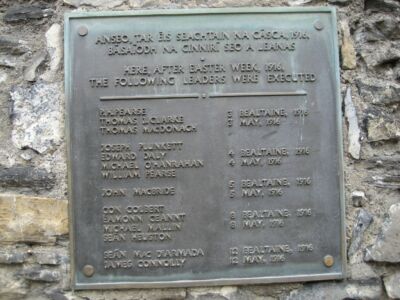 ANSEO, TAR ÉIS SEACHTAIN NA CÁSCA, 1916,
BÁSAÍODH NA CINNIRÍ SEO A LEANAS
HERE, AFTER EASTER WEEK, 1916,
THE FOLLOWING LEADERS WERE EXECUTED
P.H. PEARSE 3 BEALTAINE, 1916
THOMAS J. CLARKE 3 MAY, 1916
THOMAS MACDONAGH
JOSEPH PLUNKETT
EDWARD DALY 4 BEALTAINE, 1916
MICHAEL O'HANRAHAN 4 MAY, 1916
WILLIAM PEARSE
JOHN MACBRIDE 5 BEALTAINE, 1916
5 MAY, 1916
CO. COLBERT
EAMONN CEANNT 8 BEALTAINE, 1916
MICHAEL MALLIN 8 MAY, 1916
SEAN HEUSTON
SEÁN MAC DIARMADA 12 BEALTAINE, 1916
JAMES CONNOLLY 12 MAY, 1916